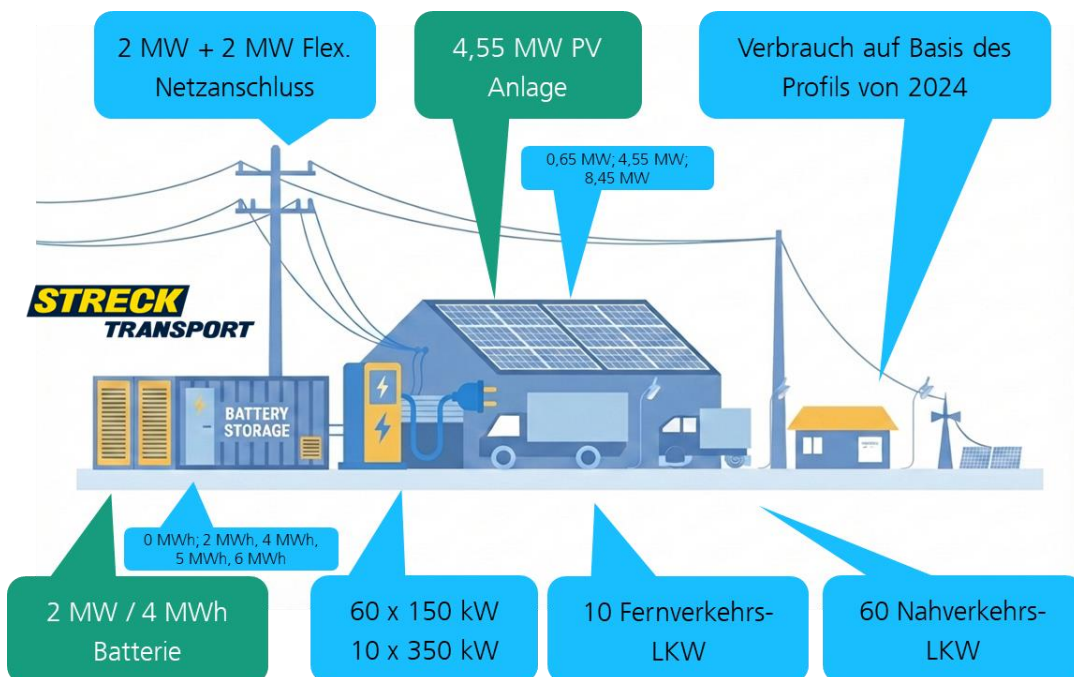 2 MW + 2 MW Flex.
Netzanschluss
4,55 MW PV
Anlage
Verbrauch auf Basis des
Profils von 2024
0,65 MW; 4,55 MW;
8,45 MW
STRECK
TRANSPORT
BATTERY
STORAGE
0 MWh; 2 MWh, 4 MWh,
5 MWh, 6 MWh
2 MW / 4 MWh
Batterie
60 x 150 kW
10 x 350 kW
10 Fernverkehrs-
LKW
60 Nahverkehrs-
LKW